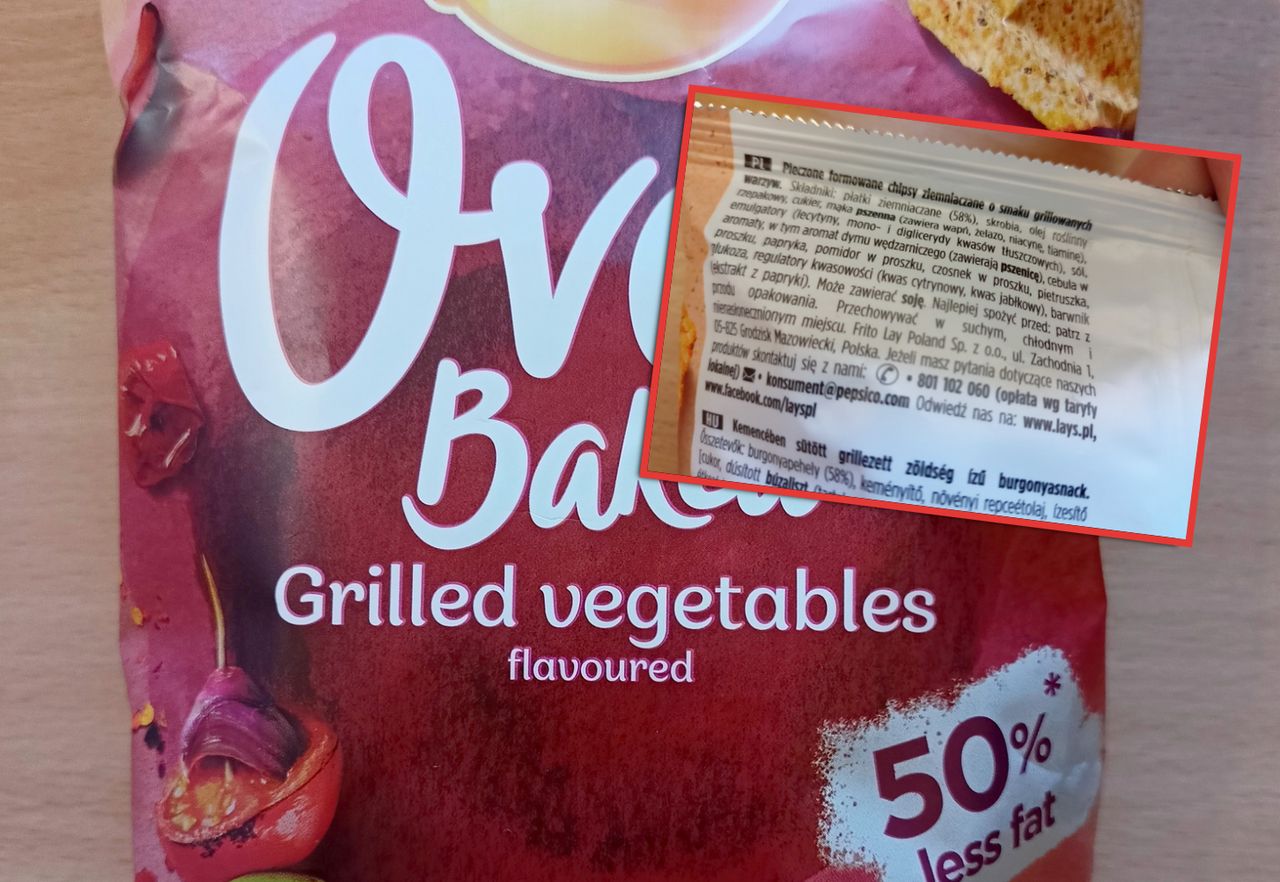 Oven
Baked
Grilled vegetables
flavoured
50%*
less fat
PL Pieczone formowane chipsy ziemniaczane o smaku grillowanych
warzyw. Składniki: płatki ziemniaczane (58%), skrobia, olej roślinny
rzepakowy, cukier, mąka pszenna (zawiera wapń, żelazo, niacynę, tiaminę),
emulgatory (lecytyny, mono- i diglicerydy kwasów tłuszczowych), sól,
aromaty, w tym aromat dymu wędzarniczego (zawierają pszenicę), cebula w
proszku, papryka, pomidor w proszku, czosnek w proszku, pietruszka,
glukoza, regulatory kwasowości (kwas cytrynowy, kwas jabłkowy), barwnik
(ekstrakt z papryki). Może zawierać soję. Najlepiej spożyć przed: patrz z
przodu opakowania. Przechowywać w suchym, chłodnym i
nienasłonecznionym miejscu. Frito Lay Poland Sp. z o.o., ul. Zachodnia 1,
05-825 Grodzisk Mazowiecki, Polska. Jeżeli masz pytania dotyczące naszych
produktów skontaktuj się z nami: • 801 102 060 (opłata wg taryfy
lokalnej) • konsument@pepsico.com Odwiedź nas na: www.lays.pl,
www.facebook.com/layspl
HU Kemencében sütött grillezett zöldség ízű burgonyasnack.
Összetevők: burgonyapehely (58%), keményítő, növényi repceétolaj, ízesítő
[cukor, dúsított búzaliszt